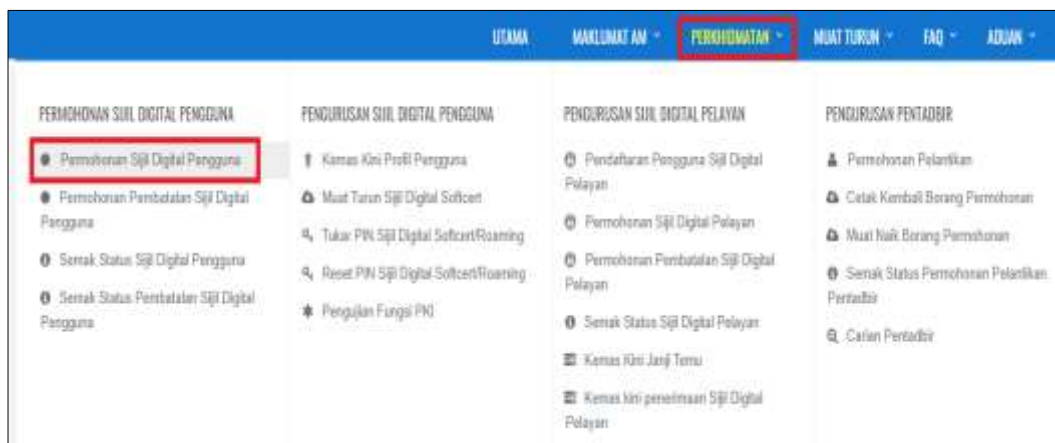 UTAMA MAKLUMAT AM PERKHIDMATAN MUAT TURUN FAQ ADUAN
PERMOHONAN SIJIL DIGITAL PENGGUNA
Permohonan Sijil Digital Pengguna
Permohonan Pembatalan Sijil Digital
Pengguna
Semak Status Sijil Digital Pengguna
Semak Status Pembatalan Sijil Digital
Pengguna
PENGURUSAN SIJIL DIGITAL PENGGUNA
Kemas Kini Profil Pengguna
Muat Turun Sijil Digital Softcert
Tukar PIN Sijil Digital Softcert/Roaming
Reset PIN Sijil Digital Softcert/Roaming
Pengujian Fungsi PKI
PENGURUSAN SIJIL DIGITAL PELAYAN
Pendaftaran Pengguna Sijil Digital
Pelayan
Permohonan Sijil Digital Pelayan
Permohonan Pembatalan Sijil Digital
Pelayan
Semak Status Sijil Digital Pelayan
Kemas Kini Janji Temu
Kemas kini penerimaan Sijil Digital
Pelayan
PENGURUSAN PENTADBIR
Permohonan Pelantikan
Cetak Kembali Borang Permohonan
Muat Naik Borang Permohonan
Semak Status Permohonan Pelantikan
Pentadbir
Carian Pentadbir